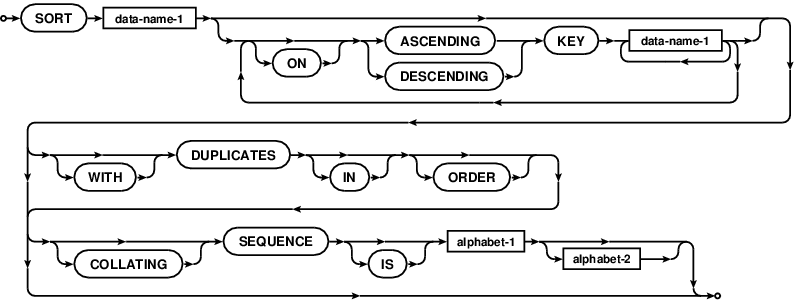 SORT data-name-1
ASCENDING KEY data-name-1
ON
DESCENDING
DUPLICATES
WITH IN ORDER
SEQUENCE alphabet-1
COLLATING IS alphabet-2